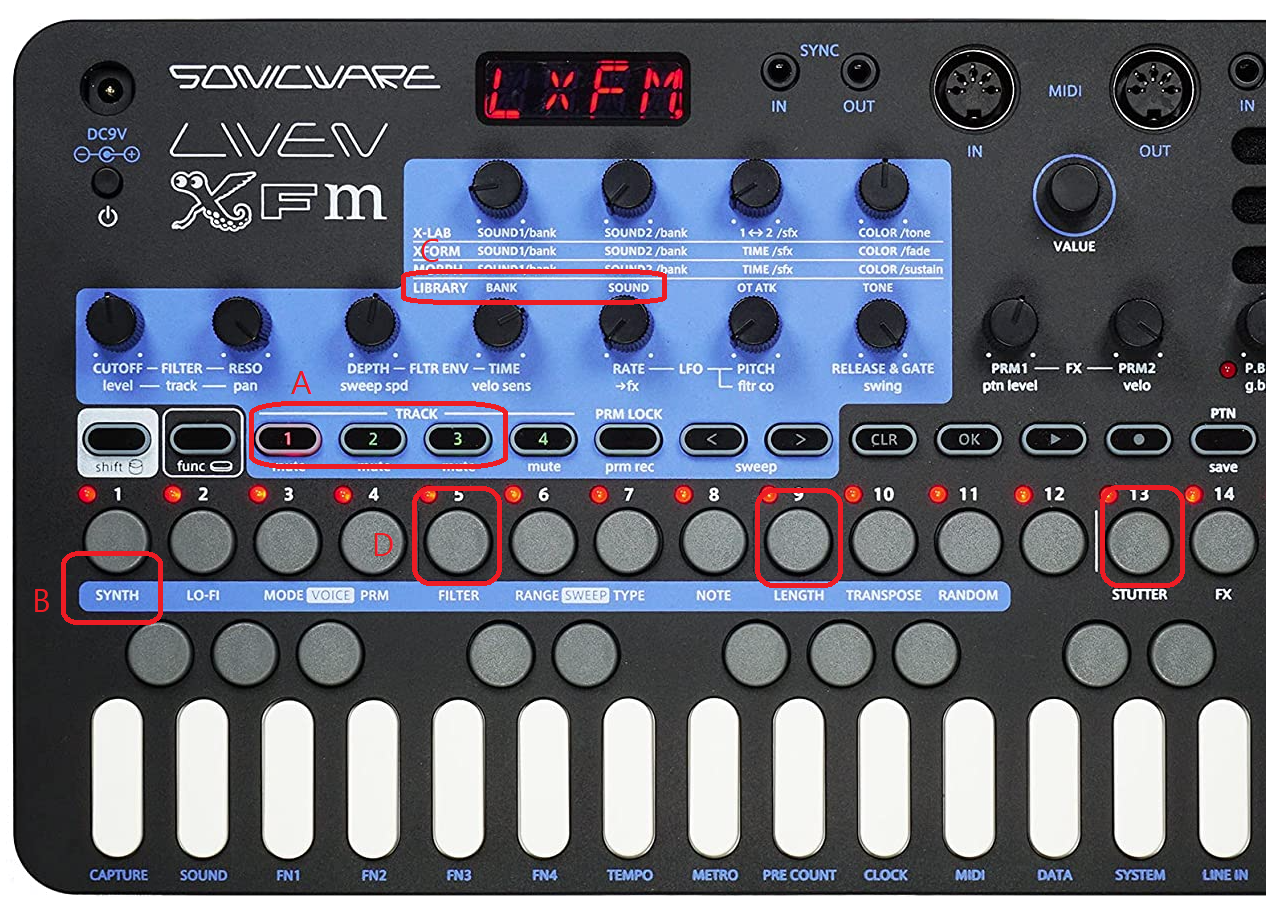 SONICWARE
LIVEN
XFm
DC9V
LxFM
SYNC
IN OUT
MIDI
IN OUT
IN
VALUE
X-LAB SOUND1/bank SOUND2/bank 1↔2/sfx COLOR/tone
XFORM SOUND1/bank SOUND2/bank TIME/sfx COLOR/fade
MORPH SOUND1/bank SOUND2/bank TIME/sfx COLOR/sustain
LIBRARY BANK SOUND OT ATK TONE
C
CUTOFF — FILTER — RESO DEPTH — FLTR ENV — TIME RATE — LFO — PITCH RELEASE & GATE PRM1 — FX — PRM2 P.B
level — track — pan sweep spd velo sens →fx fltr co swing ptn level velo g.b
A
TRACK PRM LOCK PTN
1 2 3 4 < > CLR OK
shift func mute mute mute mute prm rec sweep save
1 2 3 4 5 6 7 8 9 10 11 12 13 14
D
B
SYNTH LO-FI MODE VOICE PRM FILTER RANGE SWEEP TYPE NOTE LENGTH TRANSPOSE RANDOM STUTTER FX
CAPTURE SOUND FN1 FN2 FN3 FN4 TEMPO METRO PRE COUNT CLOCK MIDI DATA SYSTEM LINE IN